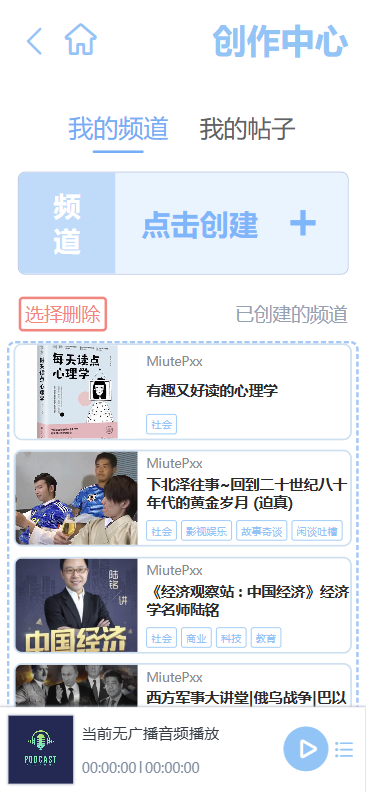 创作中心
我的频道 我的帖子
频道
点击创建 +
选择删除 已创建的频道
每天读点
心理学
MiutePxx
有趣又好读的心理学
社会
MiutePxx
下北泽往事~回到二十世纪八十
年代的黄金岁月 (迫真)
社会 影视娱乐 故事奇谈 闲谈吐槽
陆铭 讲
中国经济
MiutePxx
《经济观察站：中国经济》经济
学名师陆铭
社会 商业 科技 教育
MiutePxx
西方军事大讲堂|俄乌战争|巴以
PODCAST
当前无广播音频播放
00:00:00|00:00:00